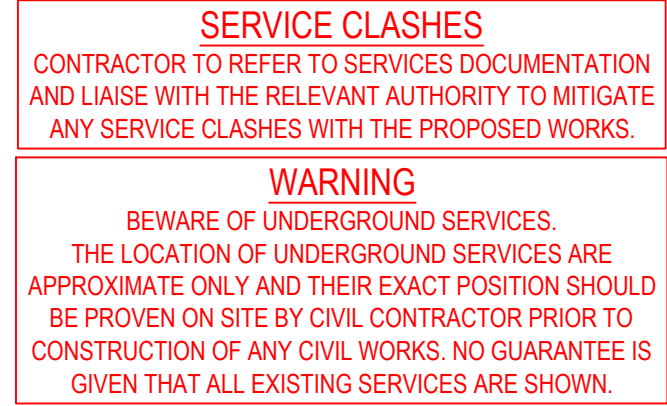 SERVICE CLASHES
CONTRACTOR TO REFER TO SERVICES DOCUMENTATION
AND LIAISE WITH THE RELEVANT AUTHORITY TO MITIGATE
ANY SERVICE CLASHES WITH THE PROPOSED WORKS.
WARNING
BEWARE OF UNDERGROUND SERVICES.
THE LOCATION OF UNDERGROUND SERVICES ARE
APPROXIMATE ONLY AND THEIR EXACT POSITION SHOULD
BE PROVEN ON SITE BY CIVIL CONTRACTOR PRIOR TO
CONSTRUCTION OF ANY CIVIL WORKS. NO GUARANTEE IS
GIVEN THAT ALL EXISTING SERVICES ARE SHOWN.